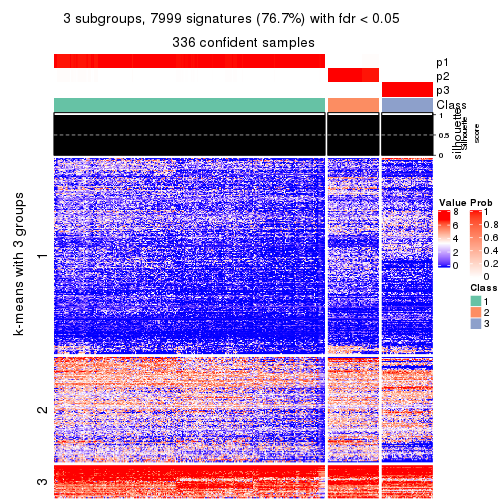 3 subgroups, 7999 signatures (76.7%) with fdr < 0.05
336 confident samples
p1
p2
p3
Class
silhouette
Silhouette
score
1
0.5
0
k-means with 3 groups
1
2
3
Value
8
6
4
2
0
Prob
1
0.8
0.6
0.4
0.2
0
Class
1
2
3